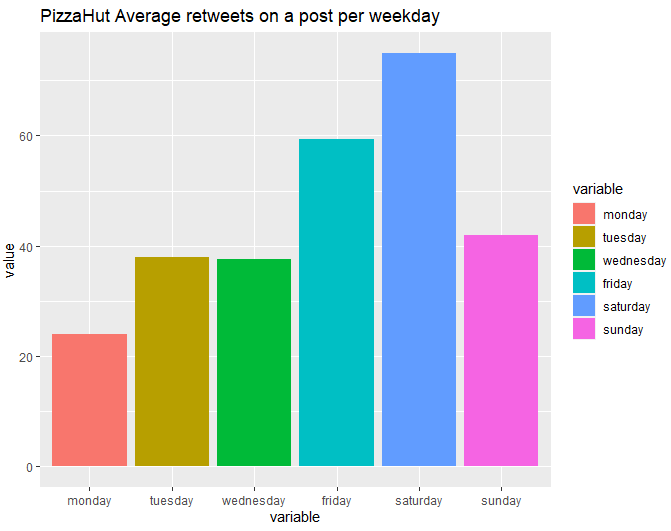 PizzaHut Average retweets on a post per weekday
value
60
40
20
0
monday tuesday wednesday friday saturday sunday
variable
variable
monday
tuesday
wednesday
friday
saturday
sunday